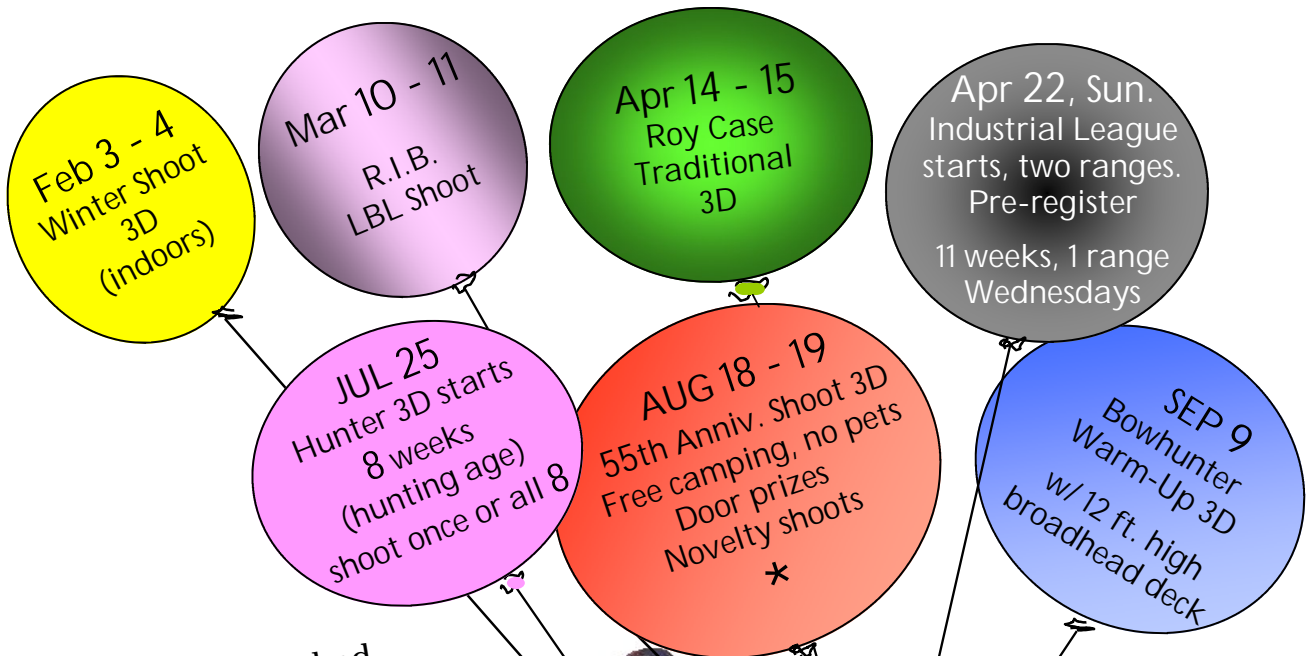 Feb 3 - 4
Winter Shoot
3D
(indoors)
Mar 10 - 11
R.I.B.
LBL Shoot
Apr 14 - 15
Roy Case
Traditional
3D
Apr 22, Sun.
Industrial League
starts, two ranges.
Pre-register
11 weeks, 1 range
Wednesdays
JUL 25
Hunter 3D starts
8 weeks
(hunting age)
shoot once or all 8
AUG 18 - 19
55th Anniv. Shoot 3D
Free camping, no pets
Door prizes
Novelty shoots
*
SEP 9
Bowhunter
Warm-Up 3D
w/ 12 ft. high
broadhead deck